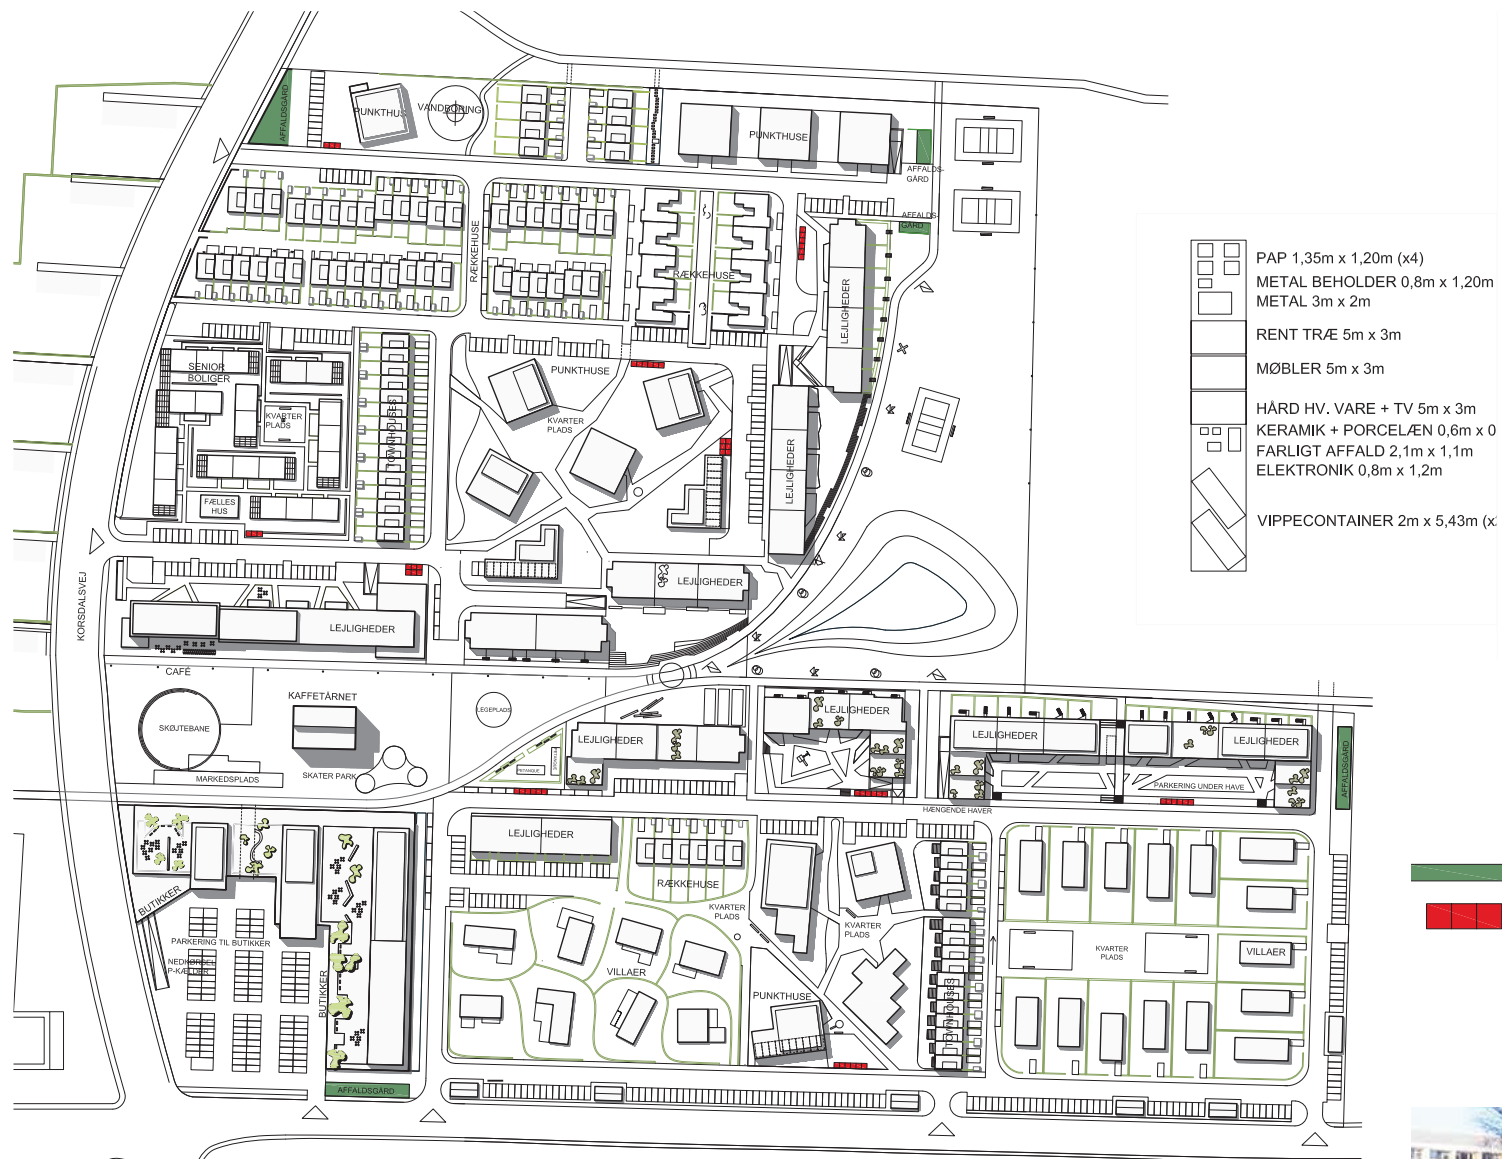 AFFALDSGÅRD
PUNKTHUS
VANDBORING
PUNKTHUSE
AFFALDS-
GÅRD
AFFALDS-
GÅRD
RÆKKEHUSE
RÆKKEHUSE
LEJLIGHEDER
PAP 1,35m x 1,20m (x4)
METAL BEHOLDER 0,8m x 1,20m
METAL 3m x 2m
RENT TRÆ 5m x 3m
MØBLER 5m x 3m
HÅRD HV. VARE + TV 5m x 3m
KERAMIK + PORCELÆN 0,6m x 0
FARLIGT AFFALD 2,1m x 1,1m
ELEKTRONIK 0,8m x 1,2m
VIPPECONTAINER 2m x 5,43m (x
SENIOR
BOLIGER
KVARTER
PLADS
TOWNHOUSES
PUNKTHUSE
KVARTER
PLADS
LEJLIGHEDER
FÆLLES
HUS
KORSDALSVEJ
LEJLIGHEDER
LEJLIGHEDER
CAFÉ
KAFFETÅRNET
SKØJTEBANE
LEGEPLADS
SKATER PARK
MARKEDSPLADS
LEJLIGHEDER
PETANQUE
LEJLIGHEDER
LEJLIGHEDER
LEJLIGHEDER
PARKERING UNDER HAVE
AFFALDSGÅRD
HÆNGENDE HAVER
LEJLIGHEDER
RÆKKEHUSE
KVARTER
PLADS
KVARTER
PLADS
BUTIKKER
PARKERING TIL BUTIKKER
NEDKØRSEL
P-KÆLDER
BUTIKKER
VILLAER
PUNKTHUSE
TOWNHOUSES
KVARTER
PLADS
VILLAER
AFFALDSGÅRD